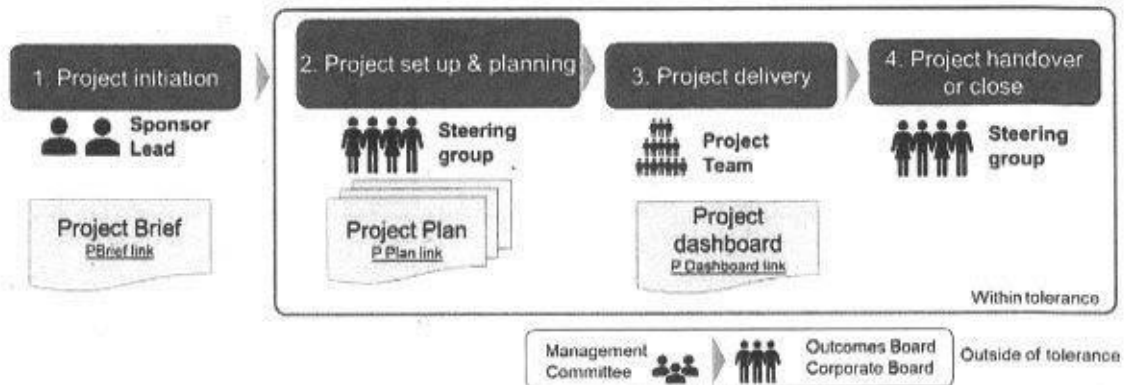 1. Project initiation
Sponsor
Lead
Project Brief
PBrief link
2. Project set up & planning
Steering
group
Project Plan
P Plan link
3. Project delivery
Project
Team
Project
dashboard
P Dashboard link
4. Project handover
or close
Steering
group
Within tolerance
Management
Committee
Outcomes Board
Corporate Board
Outside of tolerance